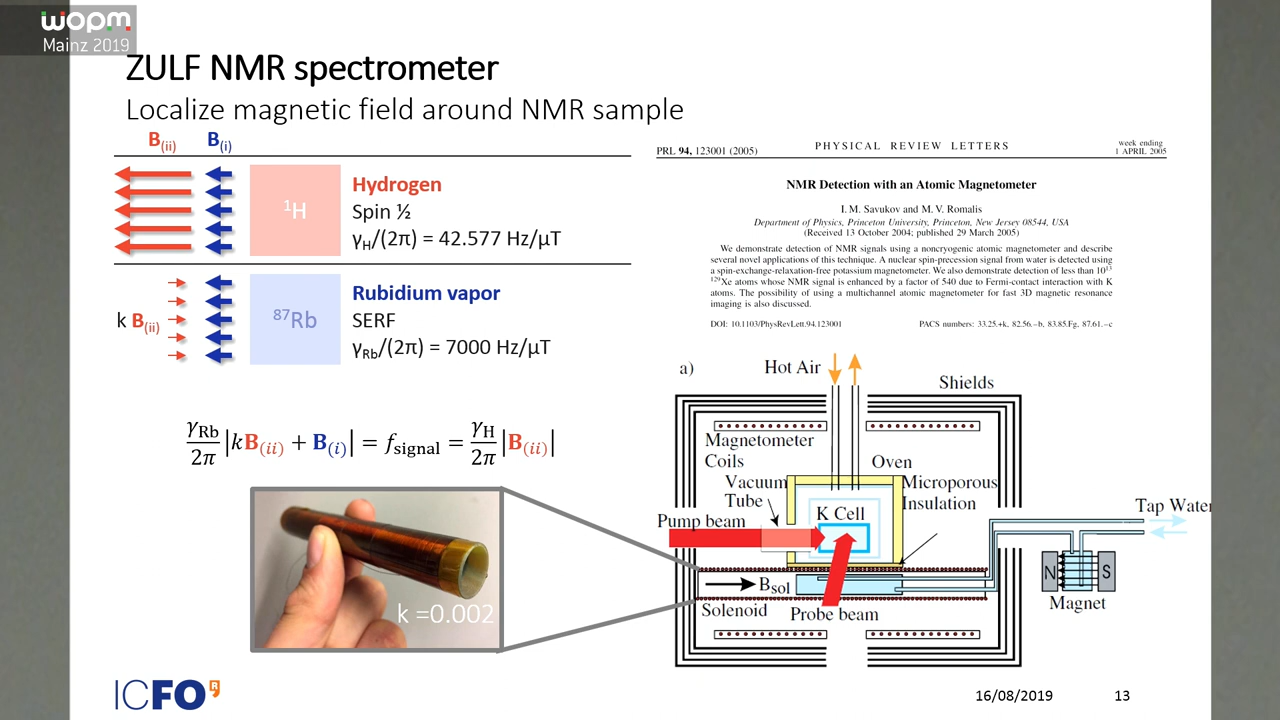 wopm
Mainz 2019
ZULF NMR spectrometer
Localize magnetic field around NMR sample
B(ii) B(i)
¹H
Hydrogen
Spin ½
γH/(2π) = 42.577 Hz/µT
k B(ii)
⁸⁷Rb
Rubidium vapor
SERF
γRb/(2π) = 7000 Hz/µT
γRb/2π |kB(ii) + B(i)| = fsignal = γH/2π |B(ii)|
k =0.002
PRL 94, 123001 (2005)
PHYSICAL REVIEW LETTERS
week ending
1 APRIL 2005
NMR Detection with an Atomic Magnetometer
I. M. Savukov and M. V. Romalis
Department of Physics, Princeton University, Princeton, New Jersey 08544, USA
(Received 13 October 2004; published 29 March 2005)
We demonstrate detection of NMR signals using a noncryogenic atomic magnetometer and describe
several novel applications of this technique. A nuclear spin-precession signal from water is detected using
a spin-exchange-relaxation-free potassium magnetometer. We also demonstrate detection of less than 10¹³
¹²⁹Xe atoms whose NMR signal is enhanced by a factor of 540 due to Fermi-contact interaction with K
atoms. The possibility of using a multichannel atomic magnetometer for fast 3D magnetic resonance
imaging is also discussed.
DOI: 10.1103/PhysRevLett.94.123001
PACS numbers: 33.25.+k, 82.56.–b, 83.85.Fg, 87.61.–c
a)
Hot Air
Shields
Magnetometer
Coils
Oven
Vacuum
Tube
Microporous
Insulation
K Cell
Pump beam
Tap Water
Bsol
Solenoid
Probe beam
N
S
Magnet
ICFO R
16/08/2019
13